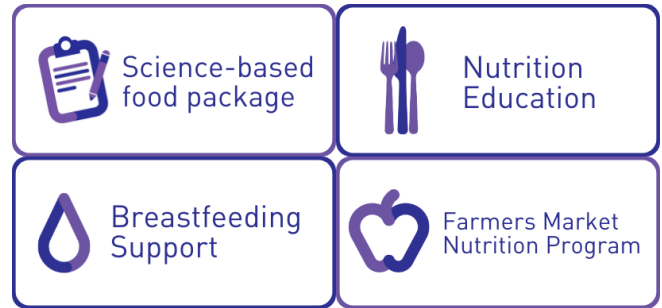 Science-based
food package
Nutrition
Education
Breastfeeding
Support
Farmers Market
Nutrition Program